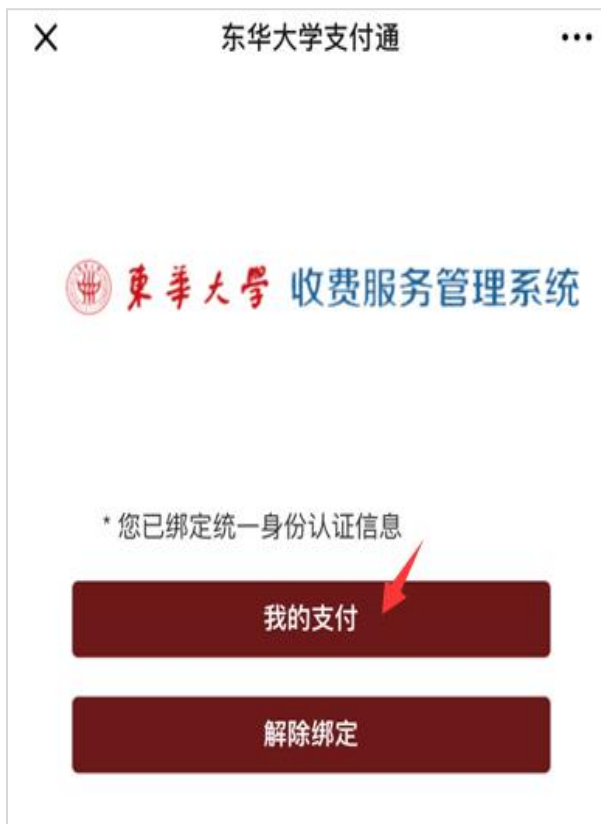 东华大学支付通
東華大學 收费服务管理系统
* 您已绑定统一身份认证信息
我的支付
解除绑定